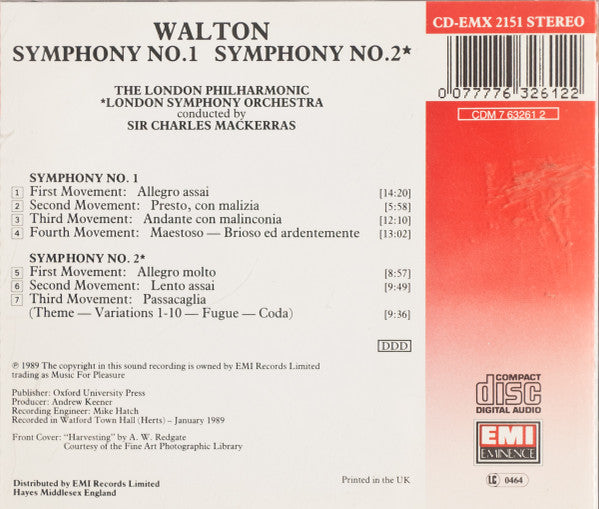 WALTON
SYMPHONY NO.1 SYMPHONY NO.2*
THE LONDON PHILHARMONIC
*LONDON SYMPHONY ORCHESTRA
conducted by
SIR CHARLES MACKERRAS
SYMPHONY NO. 1
1 First Movement: Allegro assai [14:20]
2 Second Movement: Presto, con malizia [5:58]
3 Third Movement: Andante con malinconia [12:10]
4 Fourth Movement: Maestoso — Brioso ed ardentemente [13:02]
SYMPHONY NO. 2*
5 First Movement: Allegro molto [8:57]
6 Second Movement: Lento assai [9:49]
7 Third Movement: Passacaglia
(Theme — Variations 1-10 — Fugue — Coda) [9:36]
DDD
℗ 1989 The copyright in this sound recording is owned by EMI Records Limited
trading as Music For Pleasure
Publisher: Oxford University Press
Producer: Andrew Keener
Recording Engineer: Mike Hatch
Recorded in Watford Town Hall (Herts) – January 1989
Front Cover: "Harvesting" by A. W. Redgate
Courtesy of the Fine Art Photographic Library
Distributed by EMI Records Limited
Hayes Middlesex England
Printed in the UK
CD-EMX 2151 STEREO
0 077776 326122
CDM 7 63261 2
COMPACT
disc
DIGITAL AUDIO
EMI
EMINENCE
LC 0464